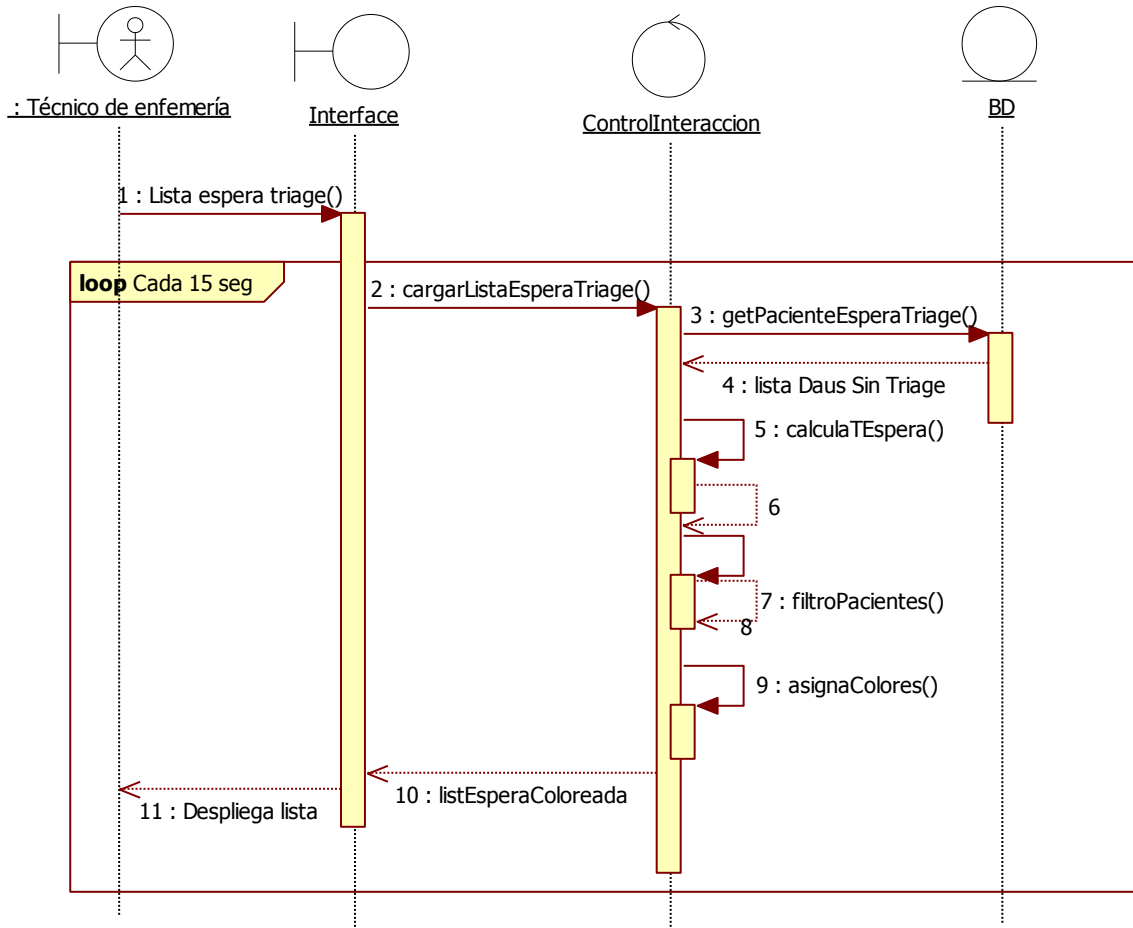 : Técnico de enfemería
Interface
ControlInteraccion
BD
1 : Lista espera triage()
loop Cada 15 seg
2 : cargarListaEsperaTriage()
3 : getPacienteEsperaTriage()
4 : lista Daus Sin Triage
5 : calculaTEspera()
6
7 : filtroPacientes()
8
9 : asignaColores()
10 : listEsperaColoreada
11 : Despliega lista